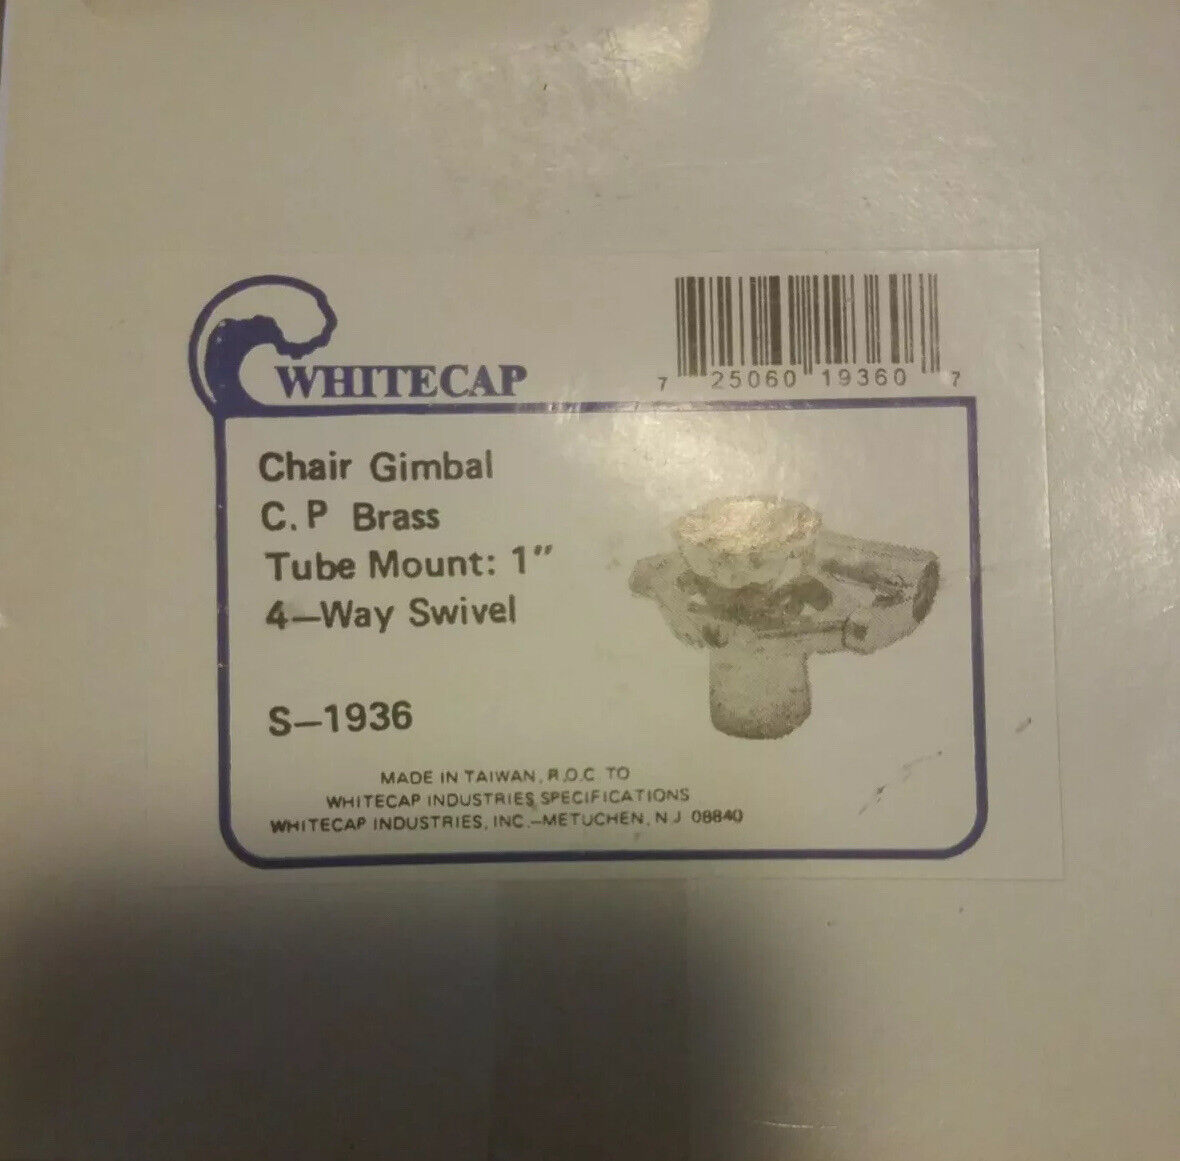 WHITECAP
7 25060 19360 7
Chair Gimbal
C.P Brass
Tube Mount: 1"
4—Way Swivel
S—1936
MADE IN TAIWAN, R.O.C TO
WHITECAP INDUSTRIES SPECIFICATIONS
WHITECAP INDUSTRIES, INC.—METUCHEN, N J 08840